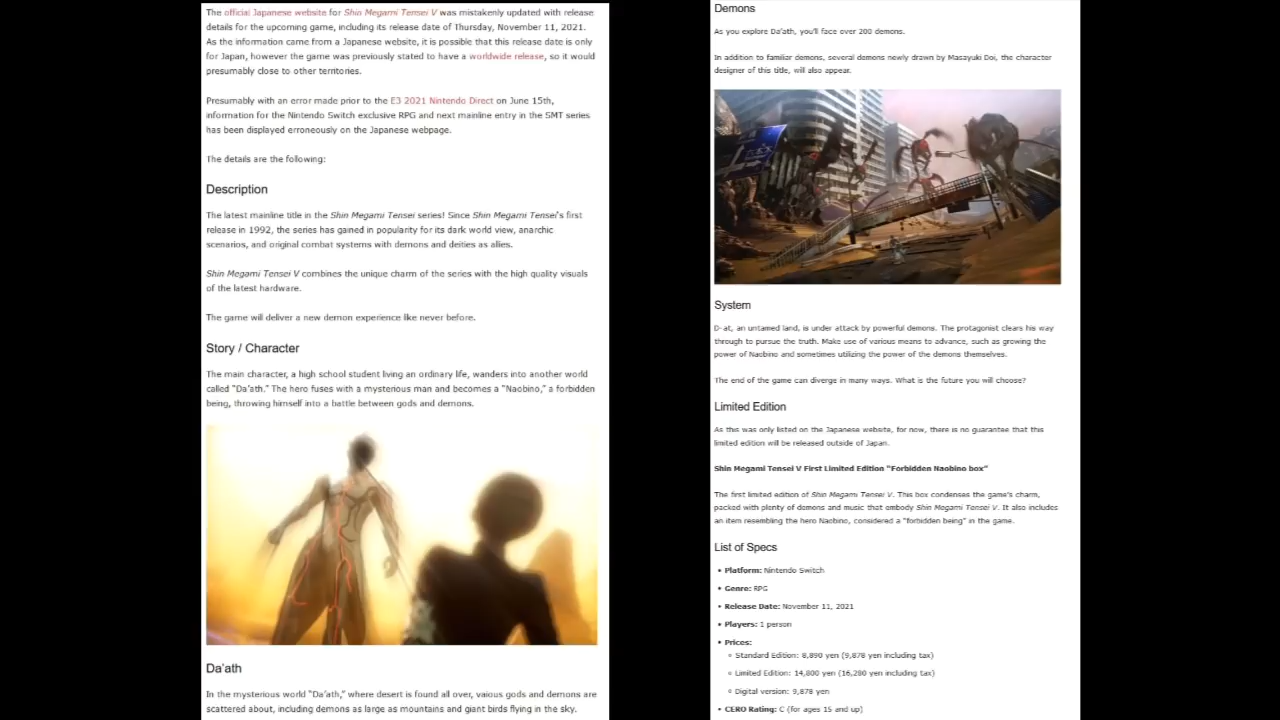 The official Japanese website for Shin Megami Tensei V was mistakenly updated with release
details for the upcoming game, including its release date of Thursday, November 11, 2021.
As the information came from a Japanese website, it is possible that this release date is only
for Japan, however the game was previously stated to have a worldwide release, so it would
presumably close to other territories.
Presumably with an error made prior to the E3 2021 Nintendo Direct on June 15th,
information for the Nintendo Switch exclusive RPG and next mainline entry in the SMT series
has been displayed erroneously on the Japanese webpage.
The details are the following:
Description
The latest mainline title in the Shin Megami Tensei series! Since Shin Megami Tensei's first
release in 1992, the series has gained in popularity for its dark world view, anarchic
scenarios, and original combat systems with demons and deities as allies.
Shin Megami Tensei V combines the unique charm of the series with the high quality visuals
of the latest hardware.
The game will deliver a new demon experience like never before.
Story / Character
The main character, a high school student living an ordinary life, wanders into another world
called "Da'ath." The hero fuses with a mysterious man and becomes a "Naobino," a forbidden
being, throwing himself into a battle between gods and demons.
Da'ath
In the mysterious world "Da'ath," where desert is found all over, vaious gods and demons are
scattered about, including demons as large as mountains and giant birds flying in the sky.
Demons
As you explore Da'ath, you'll face over 200 demons.
In addition to familiar demons, several demons newly drawn by Masayuki Doi, the character
designer of this title, will also appear.
System
D-at, an untamed land, is under attack by powerful demons. The protagonist clears his way
through to pursue the truth. Make use of various means to advance, such as growing the
power of Naobino and sometimes utilizing the power of the demons themselves.
The end of the game can diverge in many ways. What is the future you will choose?
Limited Edition
As this was only listed on the Japanese website, for now, there is no guarantee that this
limited edition will be released outside of Japan.
Shin Megami Tensei V First Limited Edition "Forbidden Naobino box"
The first limited edition of Shin Megami Tensei V. This box condenses the game's charm,
packed with plenty of demons and music that embody Shin Megami Tensei V. It also includes
an item resembling the hero Naobino, considered a "forbidden being" in the game.
List of Specs
• Platform: Nintendo Switch
• Genre: RPG
• Release Date: November 11, 2021
• Players: 1 person
• Prices:
o Standard Edition: 8,890 yen (9,878 yen including tax)
o Limited Edition: 14,800 yen (16,280 yen including tax)
o Digital version: 9,878 yen
• CERO Rating: C (for ages 15 and up)